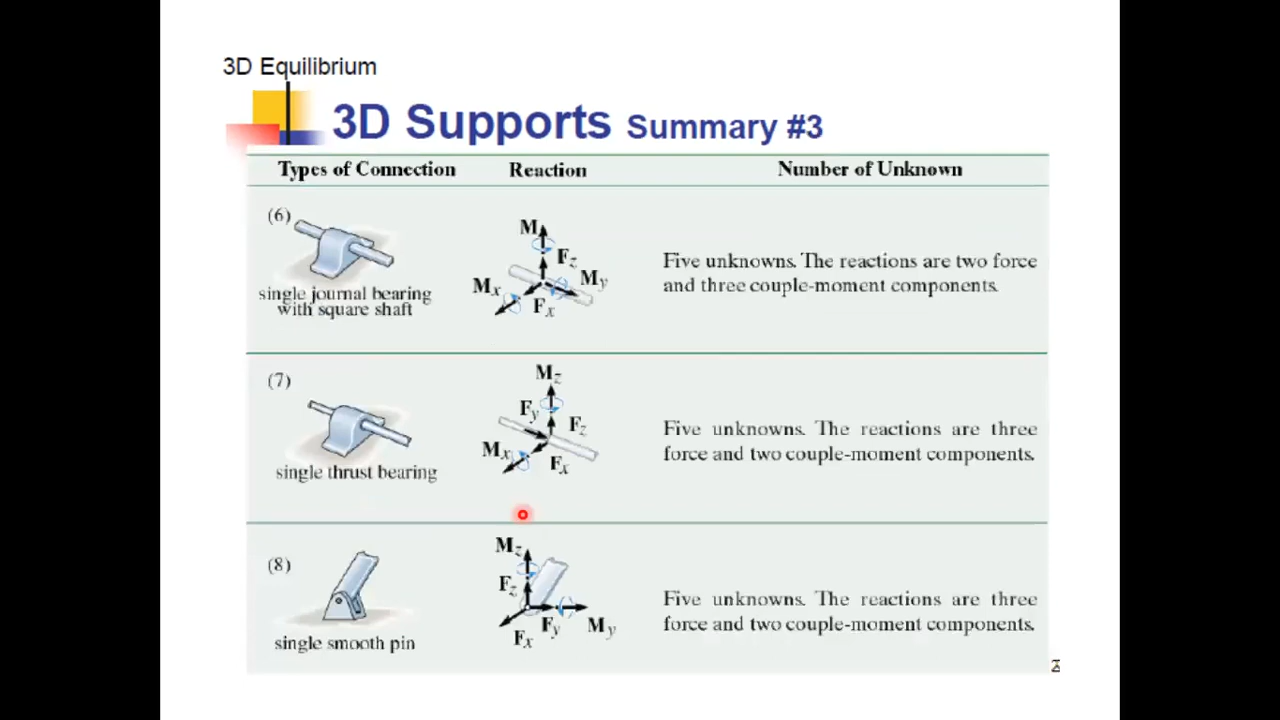 3D Equilibrium
3D Supports Summary #3
Types of Connection Reaction Number of Unknown
(6)
M
Fz
My
Mx
Fx
single journal bearing
with square shaft
Five unknowns. The reactions are two force
and three couple-moment components.
(7)
Mz
Fy
Fz
Mx
Fx
single thrust bearing
Five unknowns. The reactions are three
force and two couple-moment components.
(8)
Mz
Fz
Fy
My
Fx
single smooth pin
Five unknowns. The reactions are three
force and two couple-moment components.